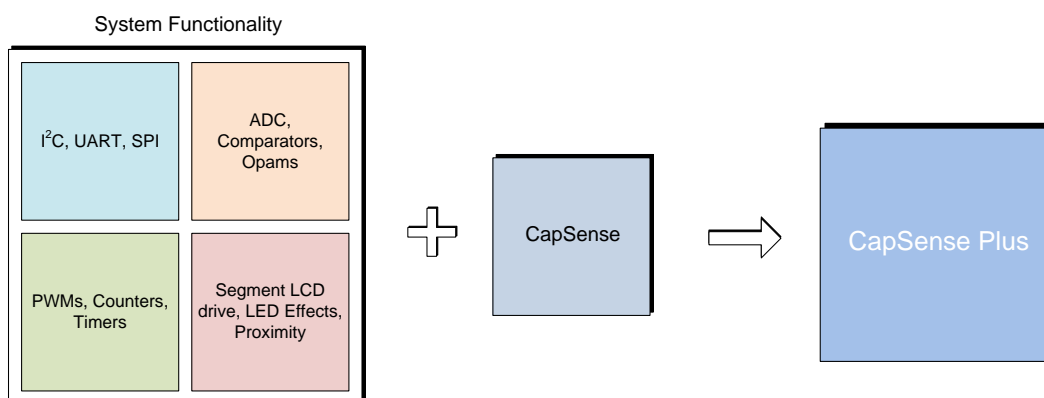 System Functionality
I²C, UART, SPI
ADC,
Comparators,
Opams
PWMs, Counters,
Timers
Segment LCD
drive, LED Effects,
Proximity
CapSense
CapSense Plus